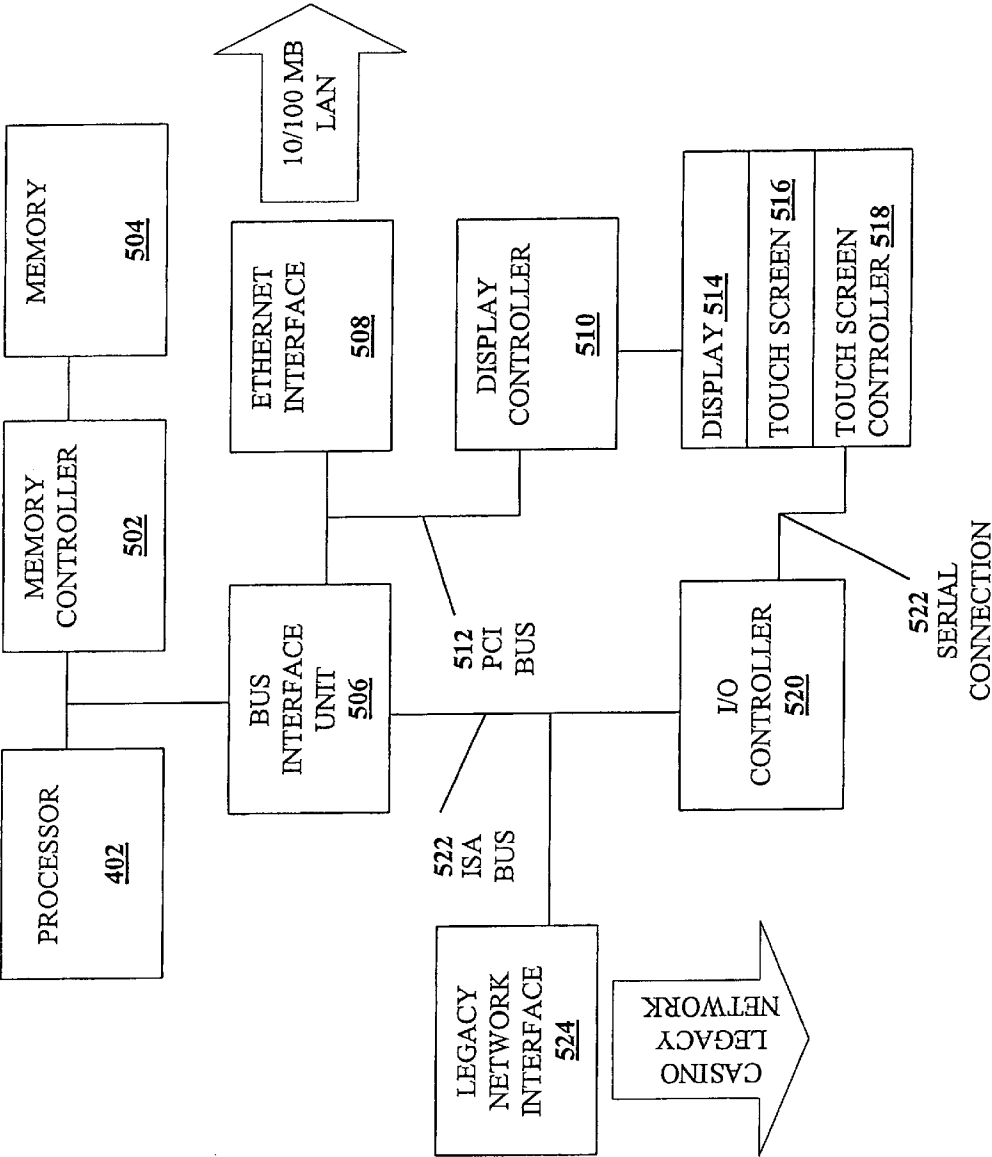 PROCESSOR
402
MEMORY
CONTROLLER
502
MEMORY
504
BUS
INTERFACE
UNIT
506
ETHERNET
INTERFACE
508
10/100 MB
LAN
512
PCI
BUS
DISPLAY
CONTROLLER
510
522
ISA
BUS
LEGACY
NETWORK
INTERFACE
524
CASINO
LEGACY
NETWORK
I/O
CONTROLLER
520
DISPLAY 514
TOUCH SCREEN 516
TOUCH SCREEN
CONTROLLER 518
522
SERIAL
CONNECTION